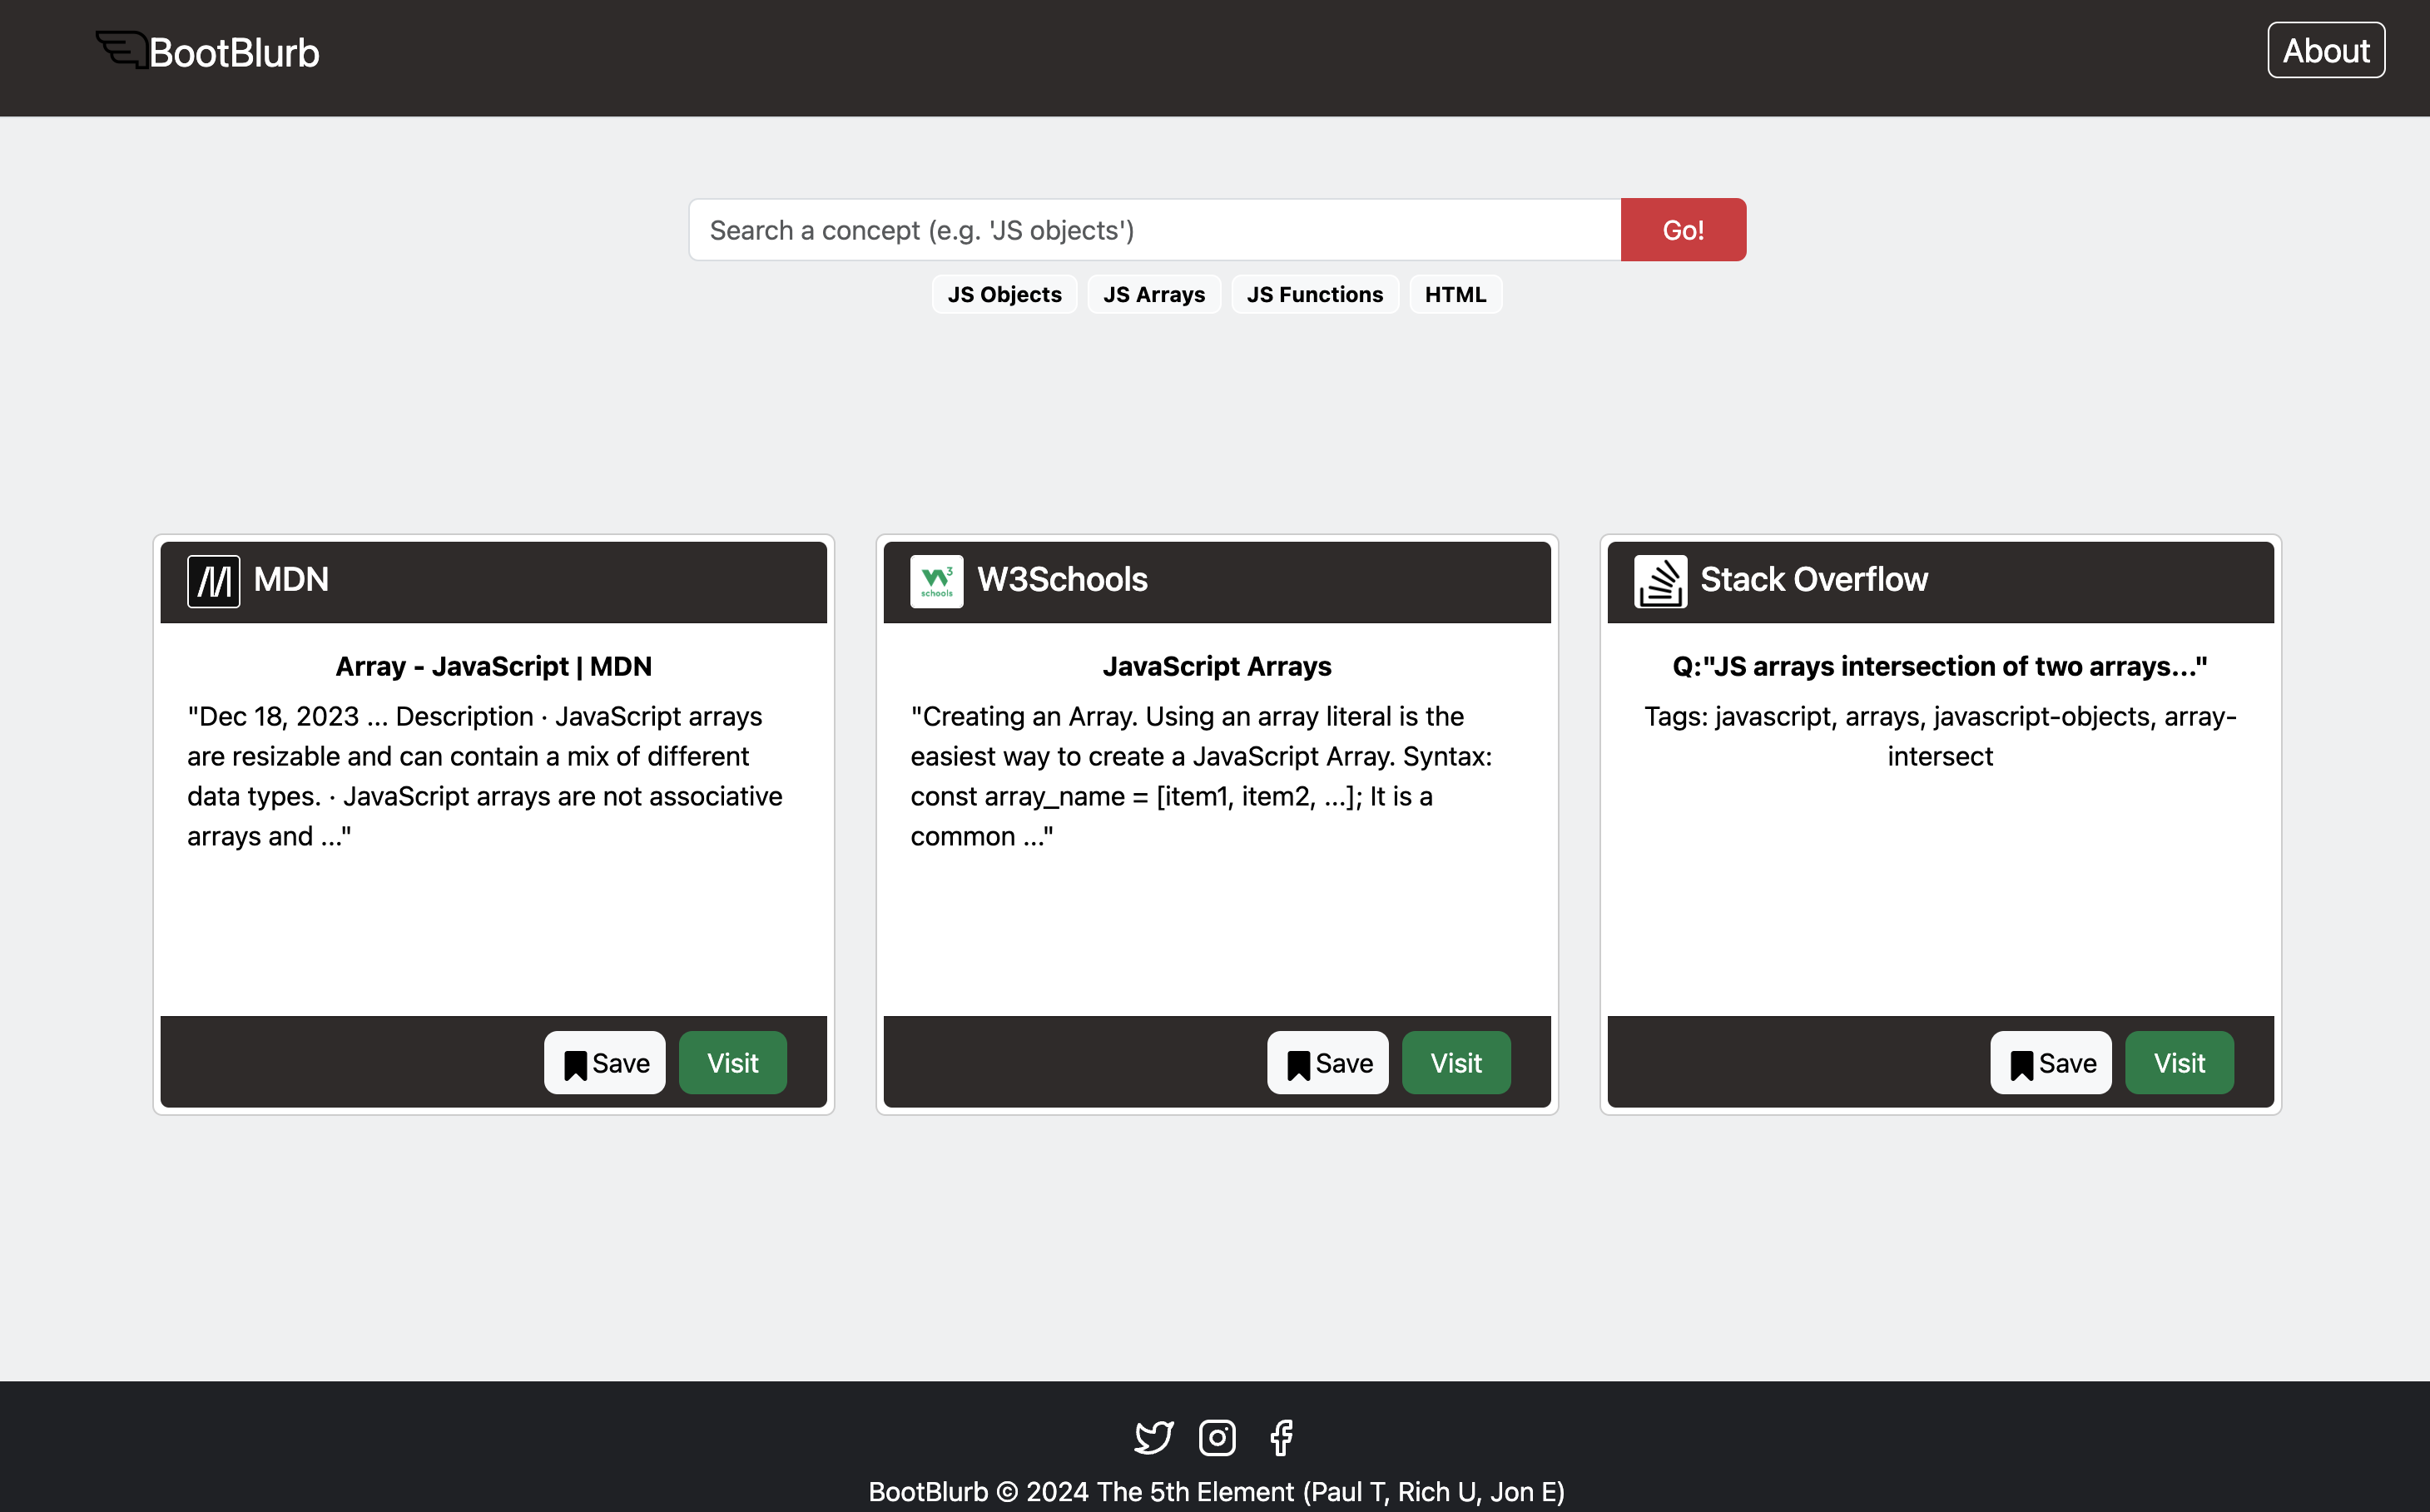 BootBlurb
About
Search a concept (e.g. 'JS objects')
Go!
JS Objects JS Arrays JS Functions HTML
MDN
Array - JavaScript | MDN
"Dec 18, 2023 ... Description · JavaScript arrays
are resizable and can contain a mix of different
data types. · JavaScript arrays are not associative
arrays and ..."
Save Visit
W3 schools
W3Schools
JavaScript Arrays
"Creating an Array. Using an array literal is the
easiest way to create a JavaScript Array. Syntax:
const array_name = [item1, item2, ...]; It is a
common ..."
Save Visit
Stack Overflow
Q:"JS arrays intersection of two arrays..."
Tags: javascript, arrays, javascript-objects, array-
intersect
Save Visit
BootBlurb © 2024 The 5th Element (Paul T, Rich U, Jon E)